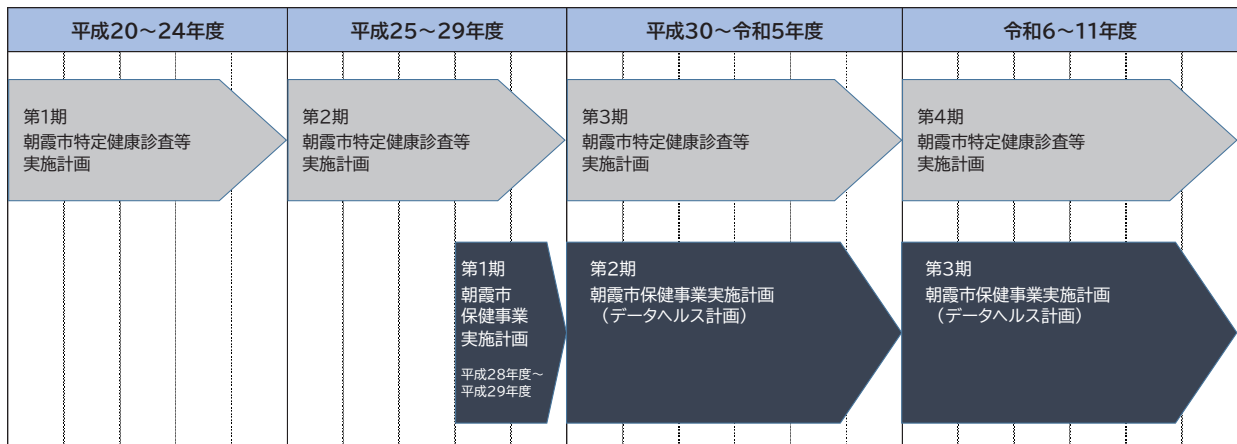 平成20～24年度
平成25～29年度
平成30～令和5年度
令和6～11年度
第1期
朝霞市特定健康診査等
実施計画
第2期
朝霞市特定健康診査等
実施計画
第3期
朝霞市特定健康診査等
実施計画
第4期
朝霞市特定健康診査等
実施計画
第1期
朝霞市
保健事業
実施計画
平成28年度～
平成29年度
第2期
朝霞市保健事業実施計画
（データヘルス計画）
第3期
朝霞市保健事業実施計画
（データヘルス計画）